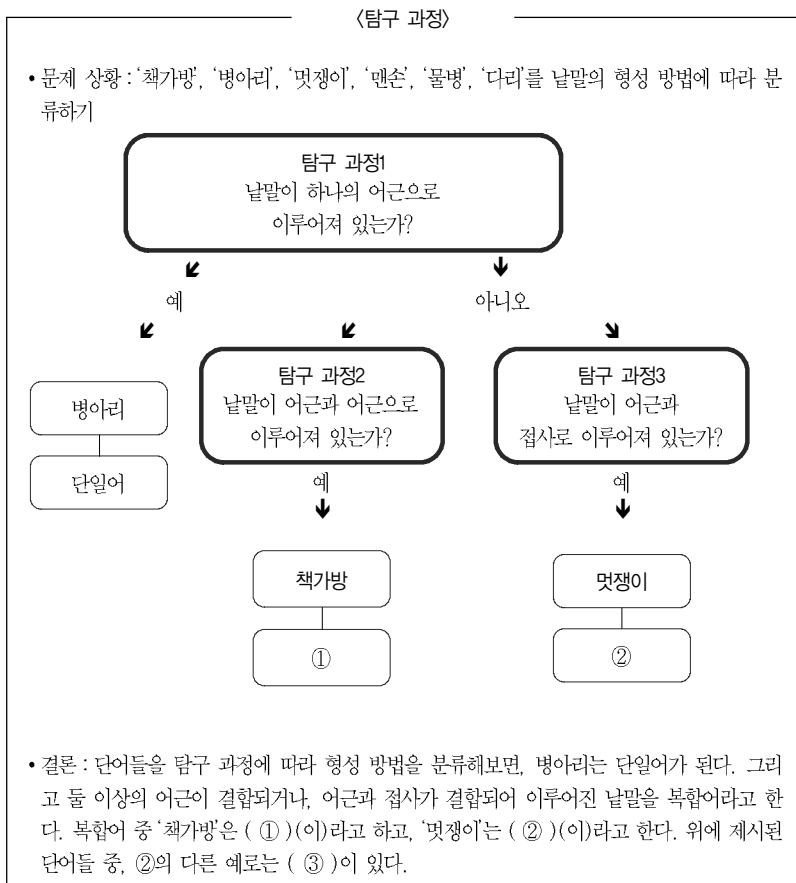 〈탐구 과정〉
• 문제 상황 : '책가방', '병아리', '멋쟁이', '맨손', '물병', '다리'를 낱말의 형성 방법에 따라 분
류하기
탐구 과정1
낱말이 하나의 어근으로
이루어져 있는가?
예
아니오
탐구 과정2
낱말이 어근과 어근으로
이루어져 있는가?
탐구 과정3
낱말이 어근과
접사로 이루어져 있는가?
병아리
단일어
예
예
책가방
멋쟁이
①
②
• 결론 : 단어들을 탐구 과정에 따라 형성 방법을 분류해보면, 병아리는 단일어가 된다. 그리
고 둘 이상의 어근이 결합되거나, 어근과 접사가 결합되어 이루어진 낱말을 복합어라고 한
다. 복합어 중 '책가방'은 ( ① )(이)라고 하고, '멋쟁이'는 ( ② )(이)라고 한다. 위에 제시된
단어들 중, ②의 다른 예로는 ( ③ )이 있다.